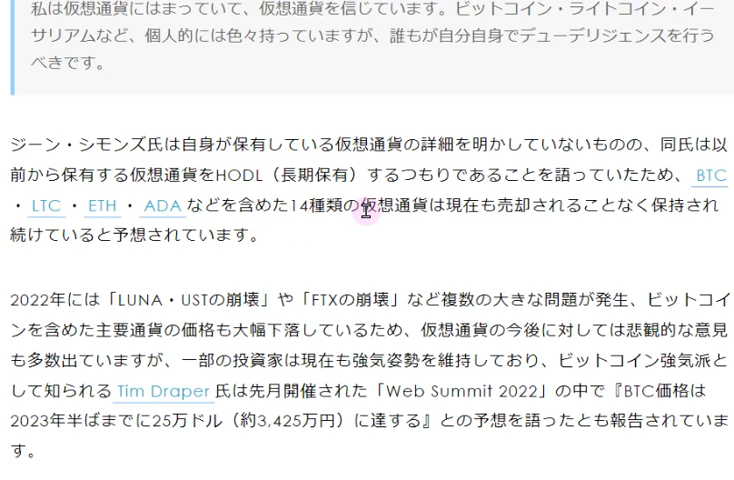 私は仮想通貨にはまっていて、仮想通貨を信じています。ビットコイン・ライトコイン・イー
サリアムなど、個人的には色々持っていますが、誰もが自分自身でデューデリジェンスを行う
べきです。
ジーン・シモンズ氏は自身が保有している仮想通貨の詳細を明かしていないものの、同氏は以
前から保有する仮想通貨をHODL（長期保有）するつもりであることを語っていたため、 BTC
・ LTC ・ ETH ・ ADA などを含めた14種類の仮想通貨は現在も売却されることなく保持され
続けていると予想されています。
2022年には「LUNA・USTの崩壊」や「FTXの崩壊」など複数の大きな問題が発生、ビットコイ
ンを含めた主要通貨の価格も大幅下落しているため、仮想通貨の今後に対しては悲観的な意見
も多数出ていますが、一部の投資家は現在も強気姿勢を維持しており、ビットコイン強気派と
して知られる Tim Draper 氏は先月開催された「Web Summit 2022」の中で『BTC価格は
2023年半ばまでに25万ドル（約3,425万円）に達する』との予想を語ったとも報告されていま
す。